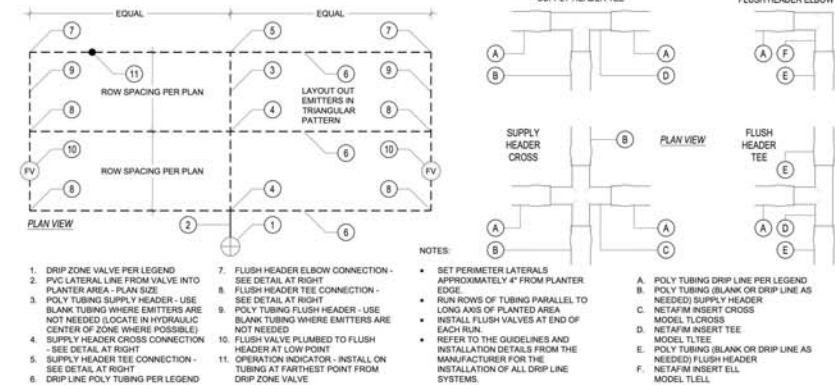 EQUAL
EQUAL
SUPPLY HEADER TEE
FLUSH HEADER ELBOW
7
5
7
9
11
3
6
9
ROW SPACING PER PLAN
LAYOUT OUT
EMITTERS IN
TRIANGULAR
PATTERN
8
4
8
10
6
10
FV
ROW SPACING PER PLAN
FV
8
4
8
PLAN VIEW
2
1
6
A
B
A
D
A
F
E
SUPPLY
HEADER
CROSS
B
PLAN VIEW
FLUSH
HEADER
TEE
E
A
B
A
C
A
D
E
1. DRIP ZONE VALVE PER LEGEND
2. PVC LATERAL LINE FROM VALVE INTO
PLANTER AREA - PLAN SIZE
3. POLY TUBING SUPPLY HEADER - USE
BLANK TUBING WHERE EMITTERS ARE
NOT NEEDED (LOCATE IN HYDRAULIC
CENTER OF ZONE WHERE POSSIBLE)
4. SUPPLY HEADER CROSS CONNECTION
- SEE DETAIL AT RIGHT
5. SUPPLY HEADER TEE CONNECTION -
SEE DETAIL AT RIGHT
6. DRIP LINE POLY TUBING PER LEGEND
7. FLUSH HEADER ELBOW CONNECTION -
SEE DETAIL AT RIGHT
8. FLUSH HEADER TEE CONNECTION -
SEE DETAIL AT RIGHT
9. POLY TUBING FLUSH HEADER - USE
BLANK TUBING WHERE EMITTERS ARE
NOT NEEDED
10. FLUSH VALVE PLUMBED TO FLUSH
HEADER AT LOW POINT
11. OPERATION INDICATOR - INSTALL ON
TUBING AT FARTHEST POINT FROM
DRIP ZONE VALVE
NOTES:
• SET PERIMETER LATERALS
APPROXIMATELY 4" FROM PLANTER
EDGE.
• RUN ROWS OF TUBING PARALLEL TO
LONG AXIS OF PLANTED AREA
• INSTALL FLUSH VALVES AT END OF
EACH RUN.
• REFER TO THE GUIDELINES AND
INSTALLATION DETAILS FROM THE
MANUFACTURER FOR THE
INSTALLATION OF ALL DRIP LINE
SYSTEMS.
A. POLY TUBING DRIP LINE PER LEGEND
B. POLY TUBING (BLANK OR DRIP LINE AS
NEEDED) SUPPLY HEADER
C. NETAFIM INSERT CROSS
MODEL TLCROSS
D. NETAFIM INSERT TEE
MODEL TLTEE
E. POLY TUBING (BLANK OR DRIP LINE AS
NEEDED) FLUSH HEADER
F. NETAFIM INSERT ELL
MODEL TLELL